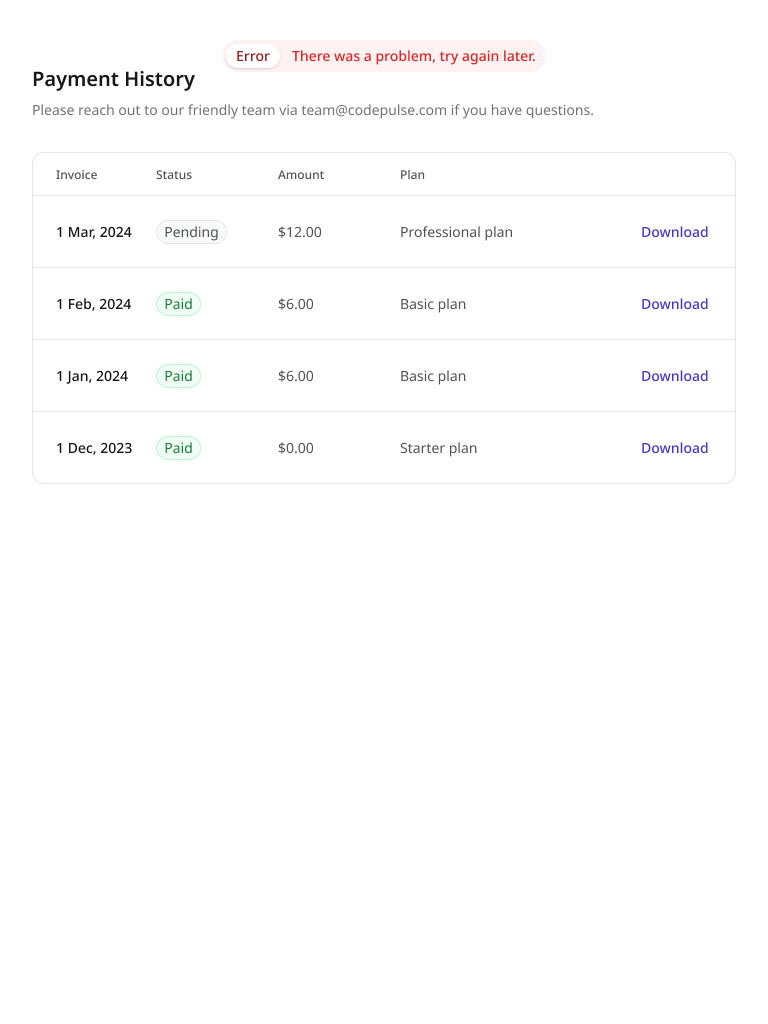 Error There was a problem, try again later.
Payment History
Please reach out to our friendly team via team@codepulse.com if you have questions.
Invoice Status Amount Plan
1 Mar, 2024 Pending $12.00 Professional plan Download
1 Feb, 2024 Paid $6.00 Basic plan Download
1 Jan, 2024 Paid $6.00 Basic plan Download
1 Dec, 2023 Paid $0.00 Starter plan Download